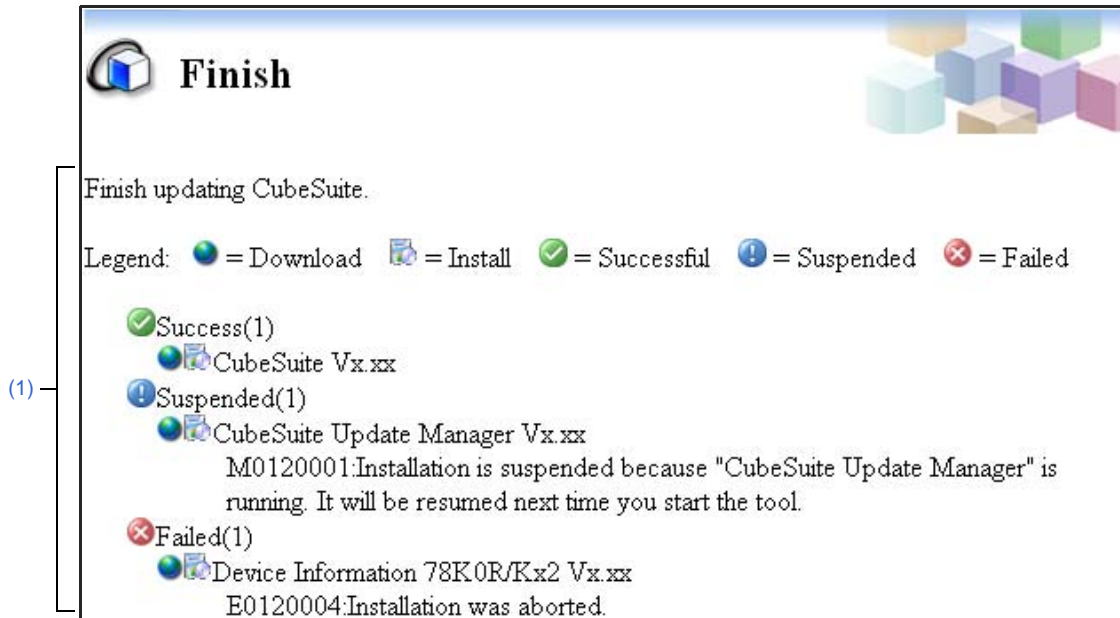 Finish
Finish updating CubeSuite.
Legend: = Download = Install = Successful = Suspended = Failed
Success(1)
CubeSuite Vx.xx
(1)
Suspended(1)
CubeSuite Update Manager Vx.xx
M0120001:Installation is suspended because "CubeSuite Update Manager" is
running. It will be resumed next time you start the tool.
Failed(1)
Device Information 78K0R/Kx2 Vx.xx
E0120004:Installation was aborted.